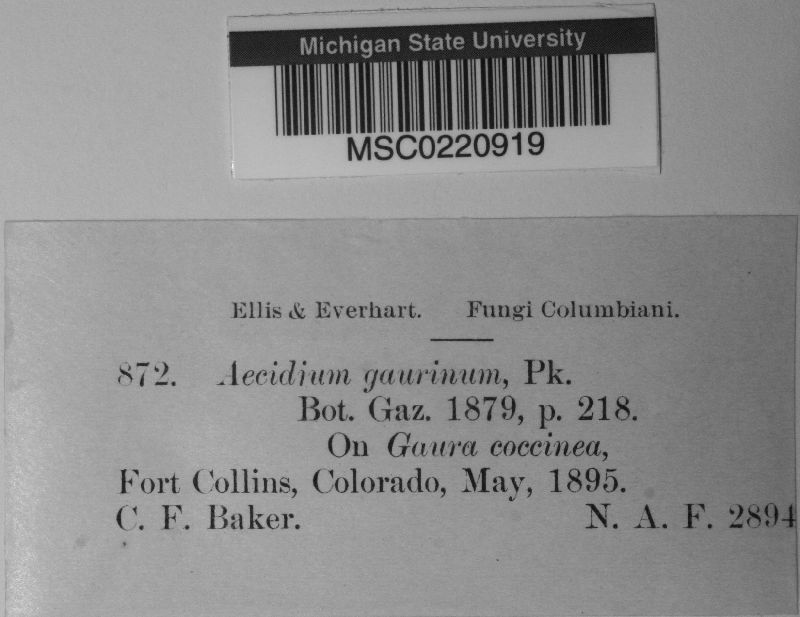 Michigan State University
MSC0220919
Ellis & Everhart. Fungi Columbiani.
872. Aecidium gaurinum, Pk.
Bot. Gaz. 1879, p. 218.
On Gaura coccinea,
Fort Collins, Colorado, May, 1895.
C. F. Baker. N. A. F. 2894